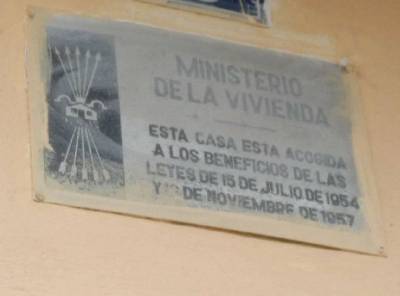 MINISTERIO
DE LA VIVIENDA
ESTA CASA ESTA ACOGIDA
A LOS BENEFICIOS DE LAS
LEYES DE 15 DE JULIO DE 1954
Y DE NOVIEMBRE DE 1957